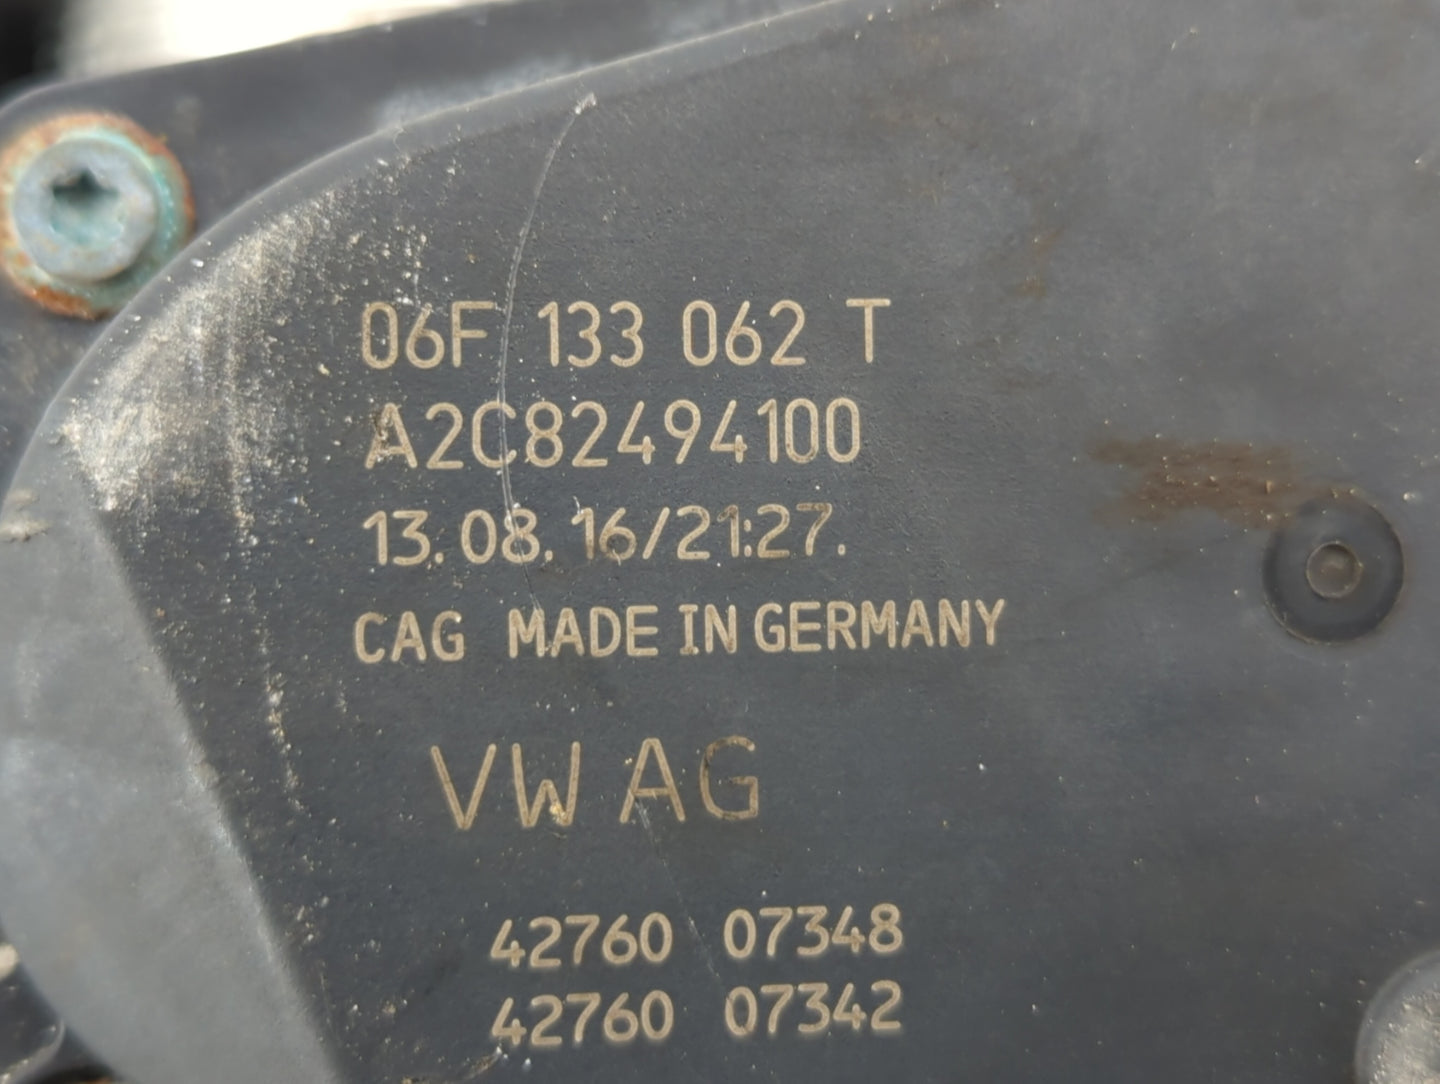 06F 133 062 T
A2C82494100
13.08.16/21:27.
CAG MADE IN GERMANY
VW AG
42760 07348
42760 07342